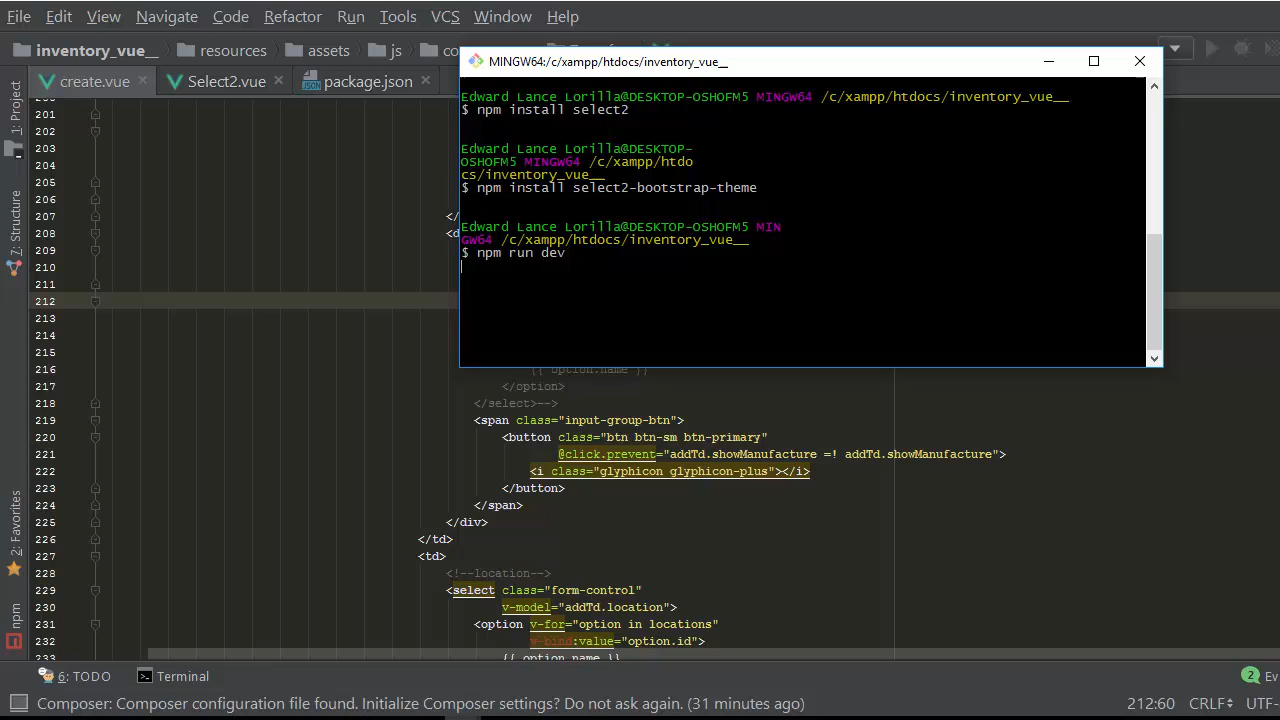 File Edit View Navigate Code Refactor Run Tools VCS Window Help
inventory_vue__ resources assets js
MINGW64:/c/xampp/htdocs/inventory_vue__
create.vue Select2.vue package.json
Edward Lance Lorilla@DESKTOP-OSHOFM5 MINGW64 /c/xampp/htdocs/inventory_vue__
$ npm install select2
Edward Lance Lorilla@DESKTOP-
OSHOFM5 MINGW64 /c/xampp/htdo
cs/inventory_vue__
$ npm install select2-bootstrap-theme
Edward Lance Lorilla@DESKTOP-OSHOFM5 MIN
GW64 /c/xampp/htdocs/inventory_vue__
$ npm run dev
1: Project
7: Structure
2: Favorites
npm
201
202
203
204
205
206
207 </
208 <d
209
210
211
212
213
214
215
216 {{ option.name }}
217 </option>
218 </select>-->
219 <span class="input-group-btn">
220 <button class="btn btn-sm btn-primary"
221 @click.prevent="addTd.showManufacture =! addTd.showManufacture">
222 <i class="glyphicon glyphicon-plus"></i>
223 </button>
224 </span>
225 </div>
226 </td>
227 <td>
228 <!--location-->
229 <select class="form-control"
230 v-model="addTd.location">
231 <option v-for="option in locations"
232 v-bind:value="option.id">
233 {{ option.name }}
6: TODO Terminal 2 Ev
Composer: Composer configuration file found. Initialize Composer settings? Do not ask again. (31 minutes ago) 212:60 CRLF UTF-